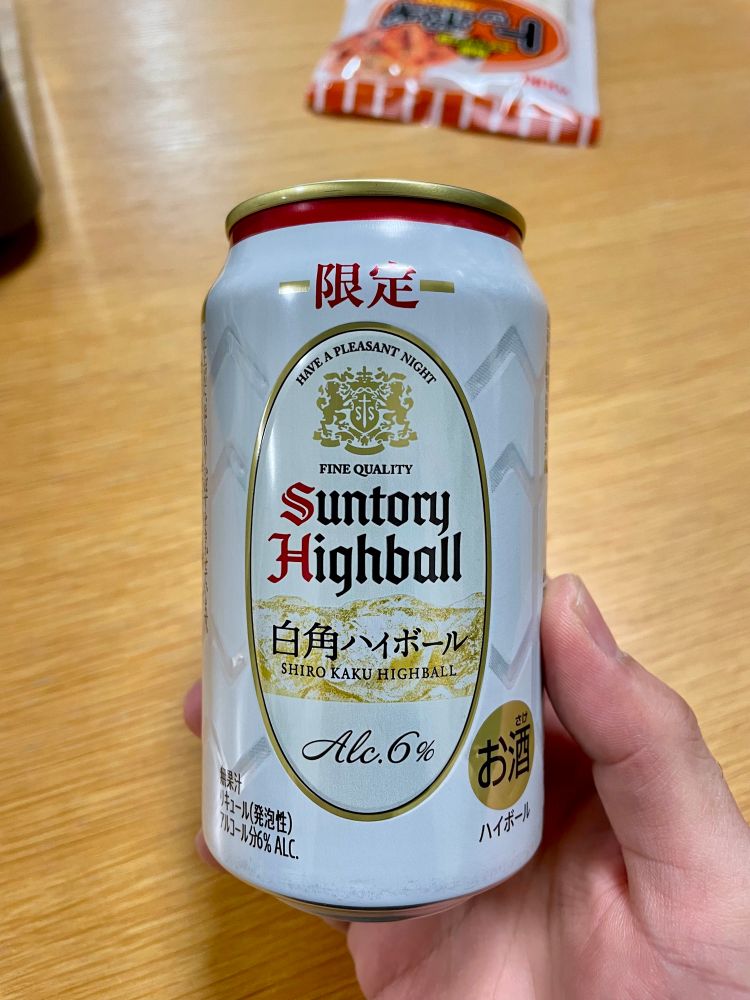 限定
HAVE A PLEASANT NIGHT
FINE QUALITY
Suntory
Highball
白角ハイボール
SHIRO KAKU HIGHBALL
Alc.6%
さけ
お酒
ハイボール
無果汁
リキュール(発泡性)
アルコール分6% ALC.